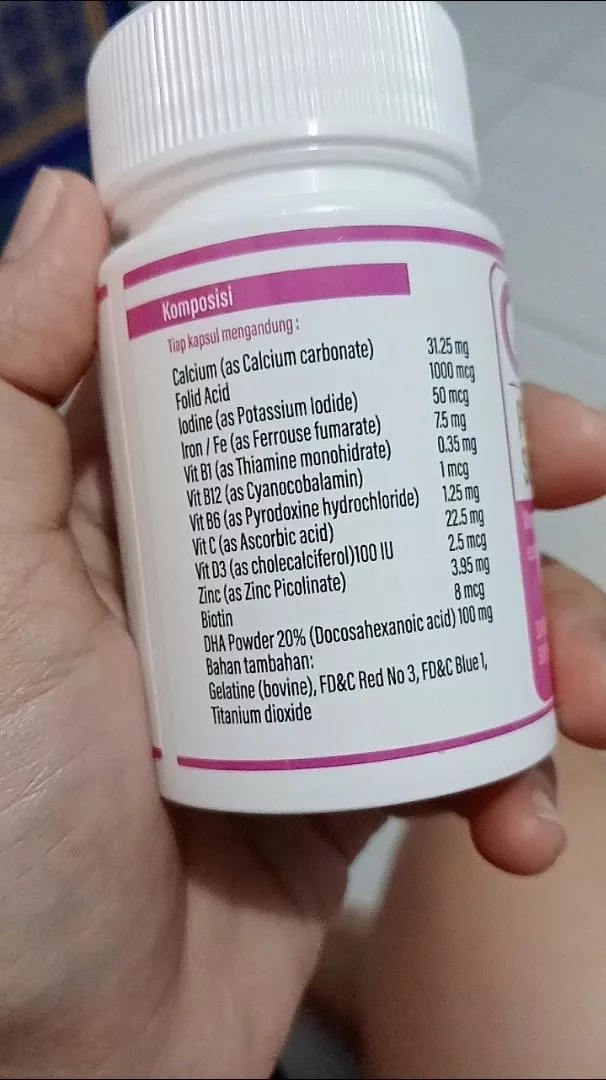 Komposisi
Tiap kapsul mengandung :
Calcium (as Calcium carbonate) 31.25 mg
Folid Acid 1000 mcg
Iodine (as Potassium Iodide) 50 mcg
Iron / Fe (as Ferrouse fumarate) 7.5 mg
Vit B1 (as Thiamine monohidrate) 0.35 mg
Vit B12 (as Cyanocobalamin) 1 mcg
Vit B6 (as Pyrodoxine hydrochloride) 1.25 mg
Vit C (as Ascorbic acid) 22.5 mg
Vit D3 (as cholecalciferol)100 IU 2.5 mcg
Zinc (as Zinc Picolinate) 3.95 mg
Biotin 8 mcg
DHA Powder 20% (Docosahexanoic acid) 100 mg
Bahan tambahan:
Gelatine (bovine), FD&C Red No 3, FD&C Blue 1,
Titanium dioxide